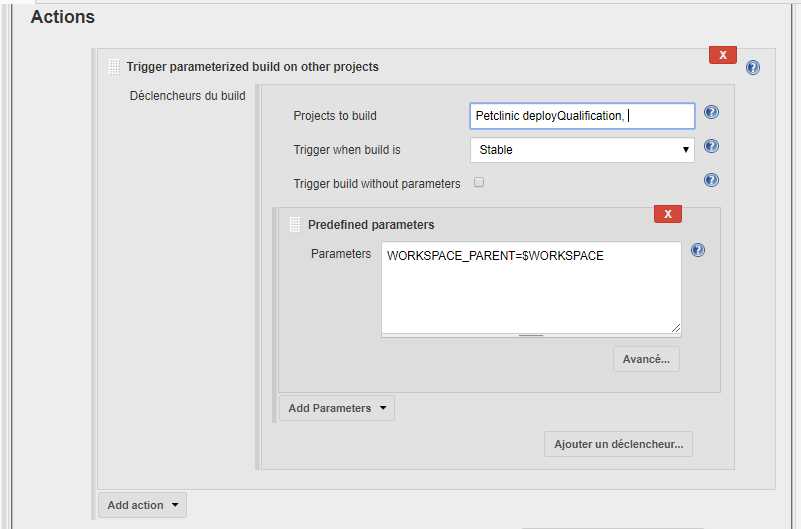 Actions
X
Trigger parameterized build on other projects
?
Déclencheurs du build
Projects to build
Petclinic deployQualification,
?
Trigger when build is
Stable
?
Trigger build without parameters
?
X
Predefined parameters
Parameters
WORKSPACE_PARENT=$WORKSPACE
?
Avancé...
Add Parameters
Ajouter un déclencheur...
Add action